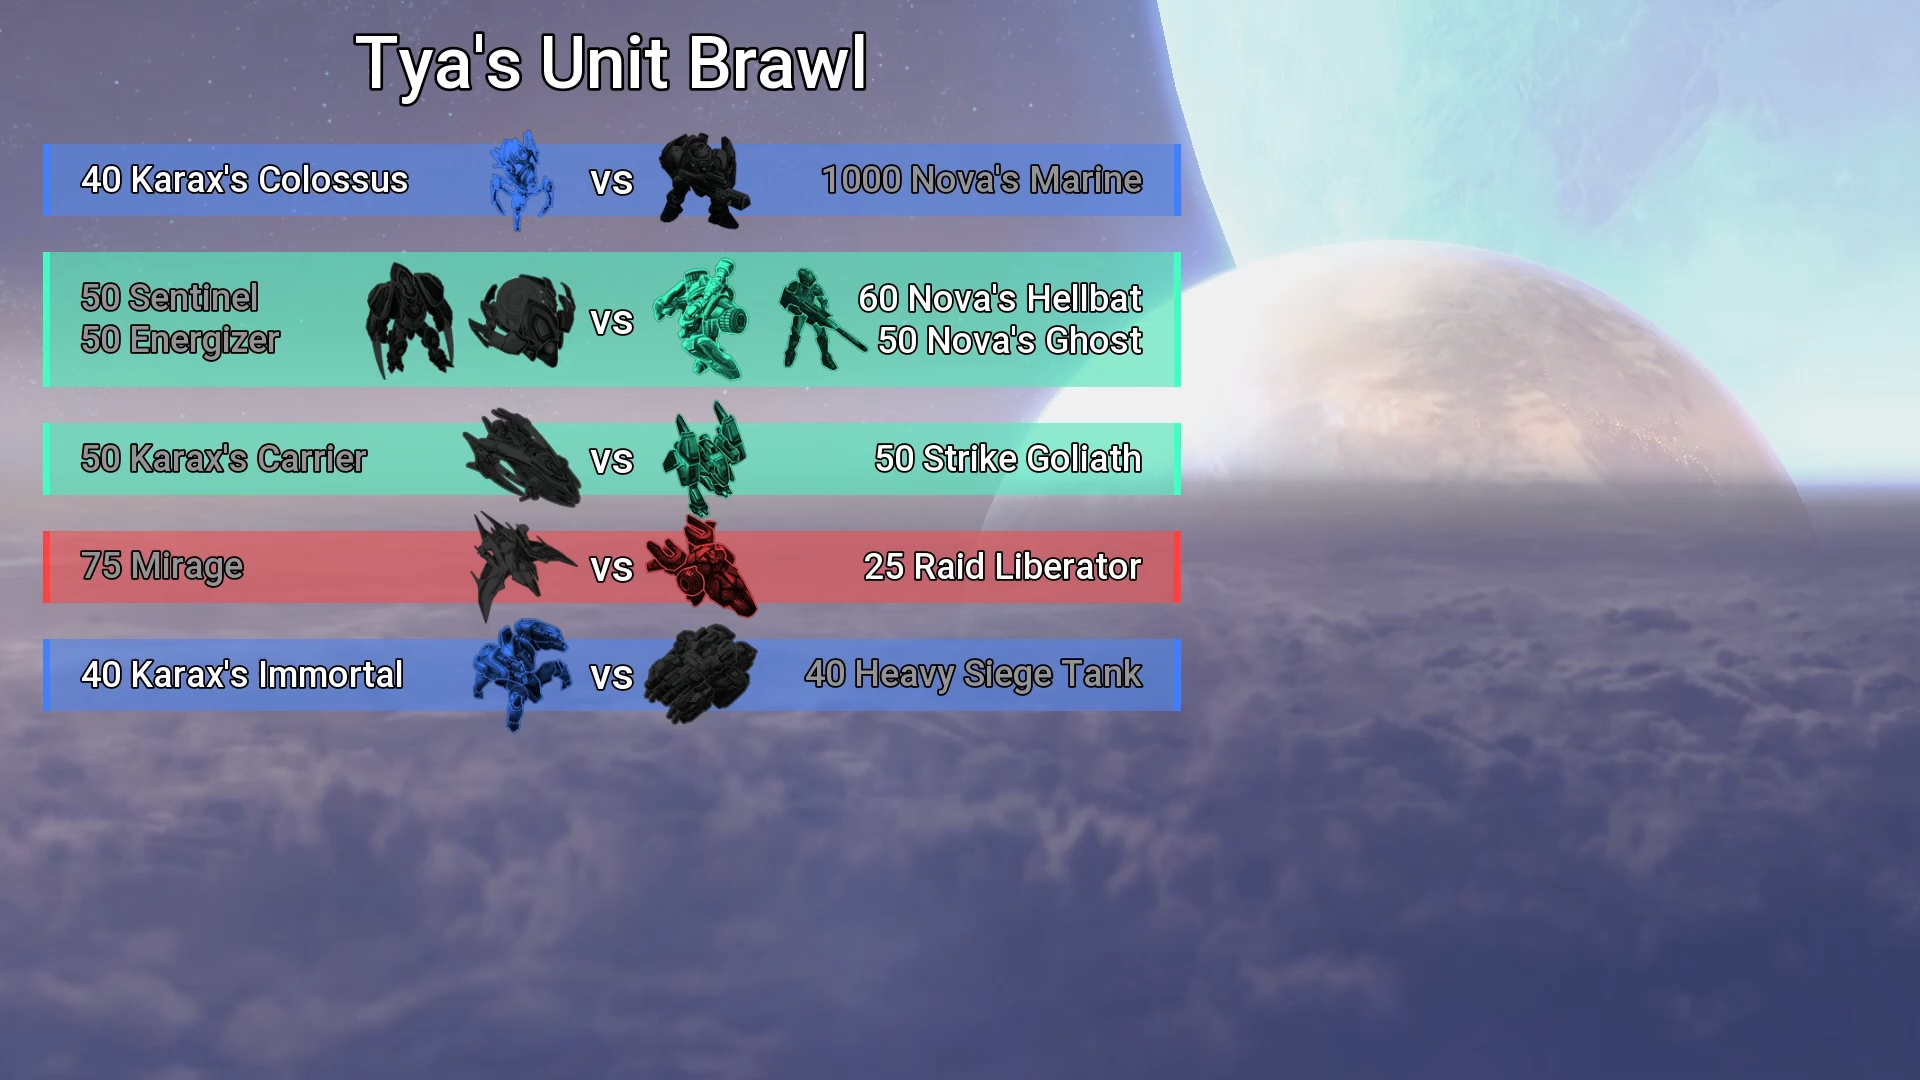 Tya's Unit Brawl
40 Karax's Colossus vs 1000 Nova's Marine
50 Sentinel
50 Energizer
vs
60 Nova's Hellbat
50 Nova's Ghost
50 Karax's Carrier vs 50 Strike Goliath
75 Mirage vs 25 Raid Liberator
40 Karax's Immortal vs 40 Heavy Siege Tank